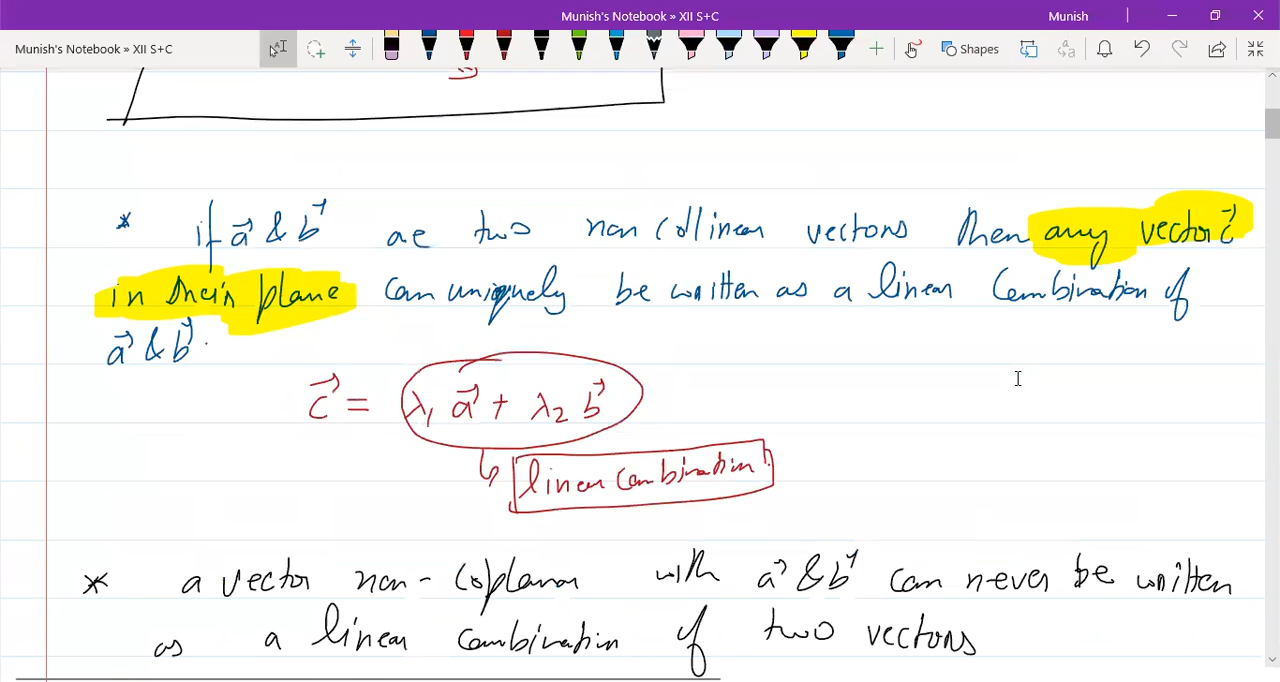 Munish's Notebook » XII S+C
Munish
Munish's Notebook » XII S+C
Shapes
* if a⃗ & b⃗ are two non collinear vectors then any vector c⃗
in their plane can uniquely be written as a linear combination of
a⃗ & b⃗.
c⃗ = λ₁ a⃗ + λ₂ b⃗
linear combination
* a vector non-coplanar with a⃗ & b⃗ can never be written
as a linear combination of two vectors